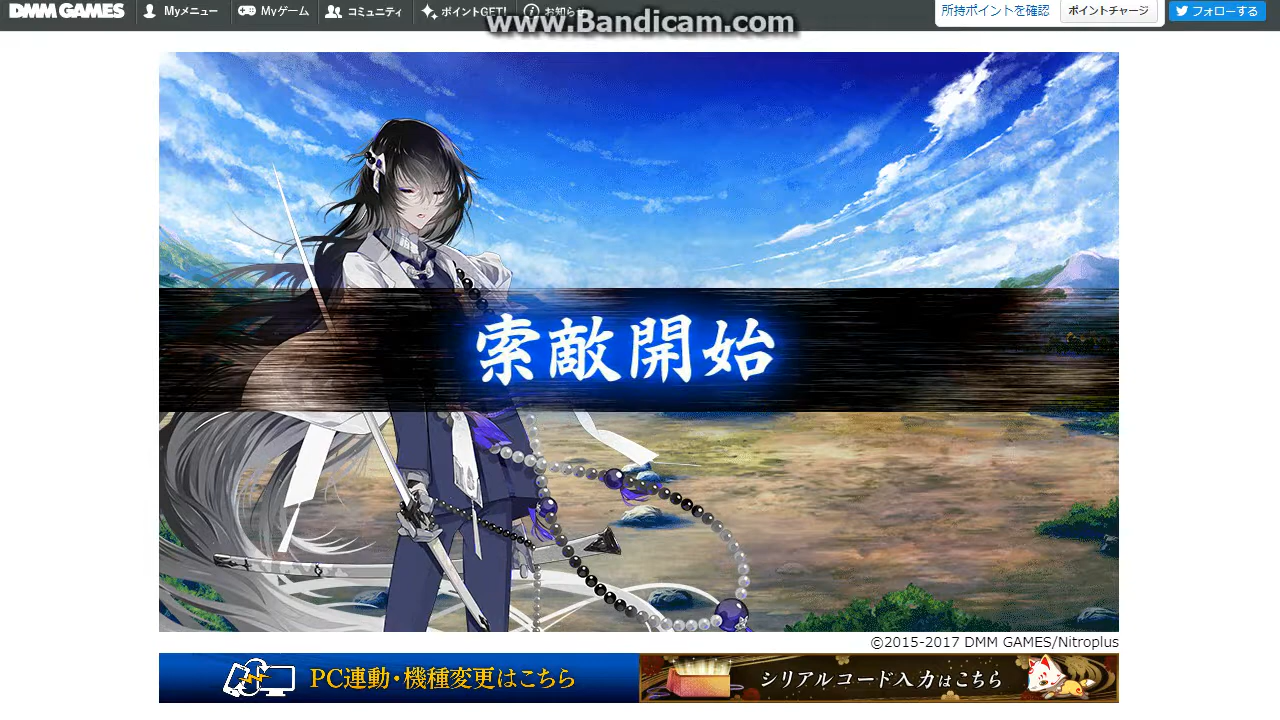 DMM GAMES Myメニュー Myゲーム コミュニティ ポイントGET! お知らせ
www.Bandicam.com
所持ポイントを確認 ポイントチャージ フォローする
索敵開始
©2015-2017 DMM GAMES/Nitroplus
PC連動・機種変更はこちら シリアルコード入力はこちら